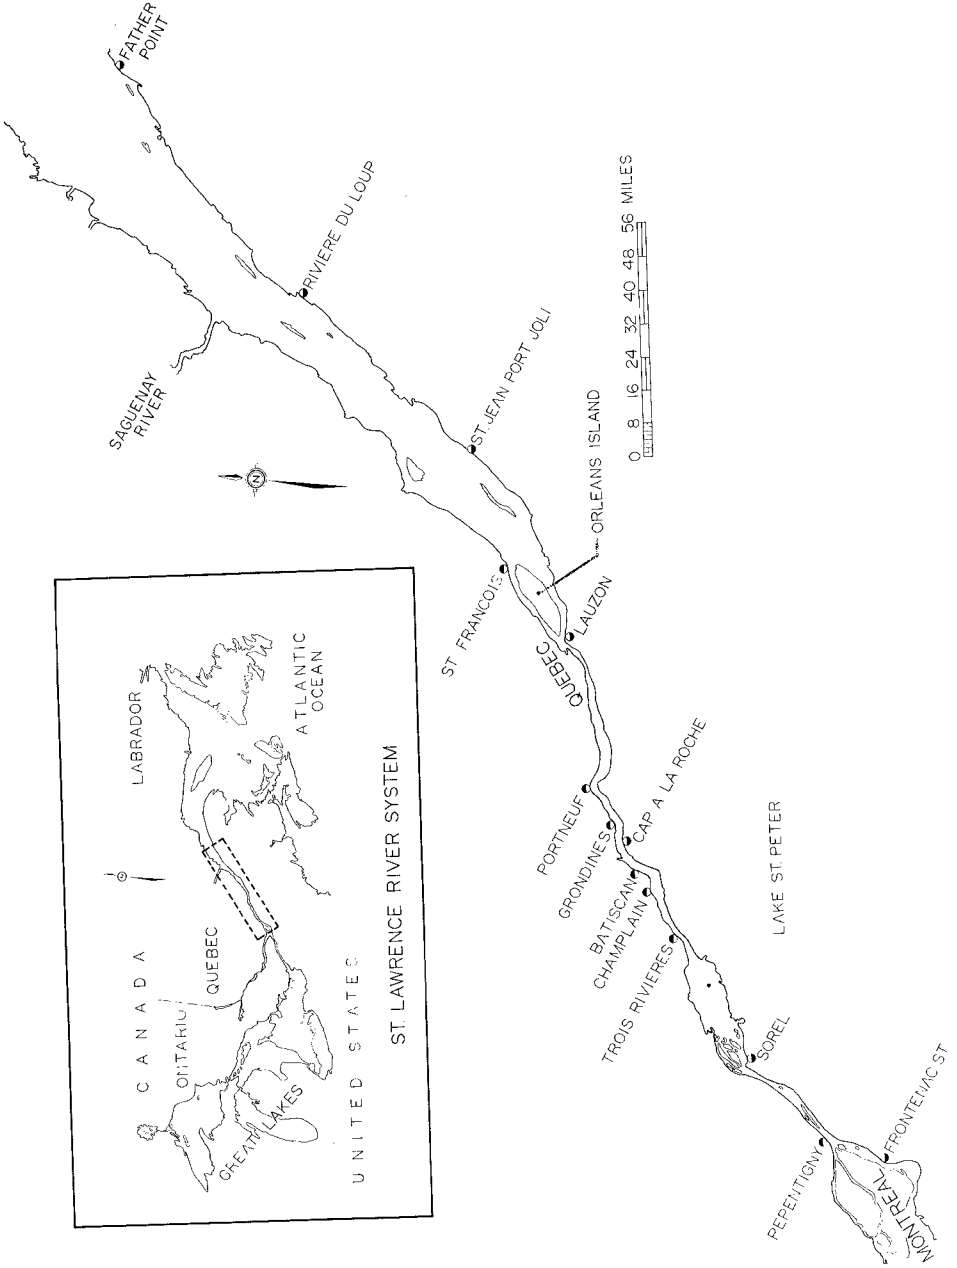 FATHER
POINT
RIVIERE DU LOUP
SAGUENAY
RIVER
ST. JEAN PORT JOLI
N
ORLEANS ISLAND
0 8 16 24 32 40 48 56 MILES
ST FRANCOIS
QUEBEC
LAUZON
PORTNEUF
GRONDINES
CAP A LA ROCHE
BATISCAN
CHAMPLAIN
TROIS RIVIERES
LAKE ST. PETER
SOREL
PEPENTIGNY
FRONTENAC ST
MONTREAL
LABRADOR
ATLANTIC
OCEAN
CANADA
QUEBEC
ONTARIO
GREAT LAKES
UNITED STATES
ST. LAWRENCE RIVER SYSTEM